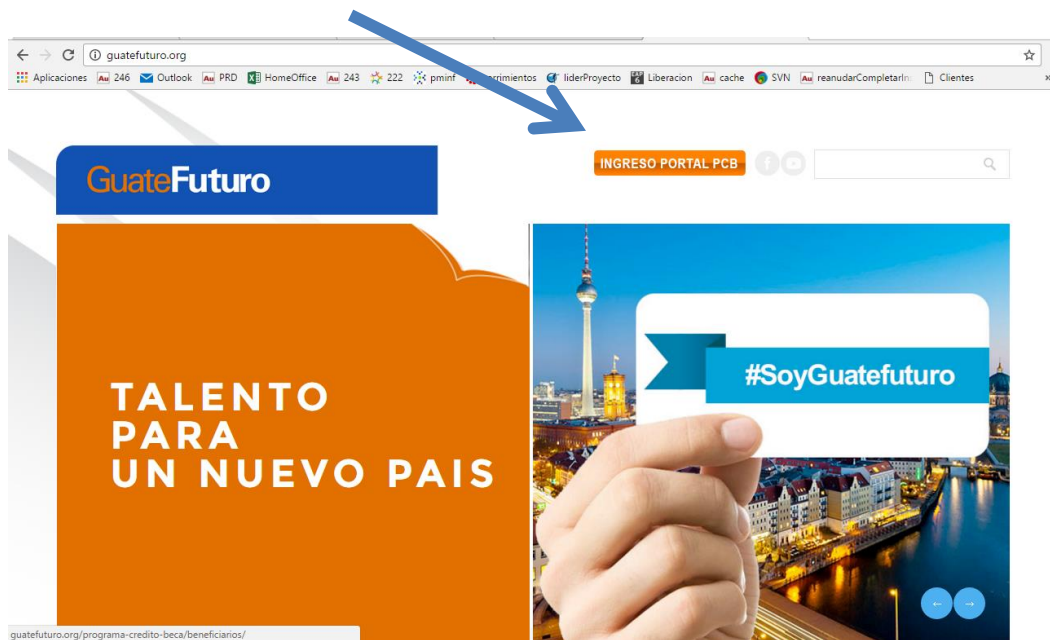 guatefuturo.org
Aplicaciones 246 Outlook PRD HomeOffice 243 222 pminf liderProyecto Liberacion cache SVN reanudarCompletarIn Clientes »
INGRESO PORTAL PCB
GuateFuturo
#SoyGuatefuturo
TALENTO
PARA
UN NUEVO PAIS
guatefuturo.org/programa-credito-beca/beneficiarios/